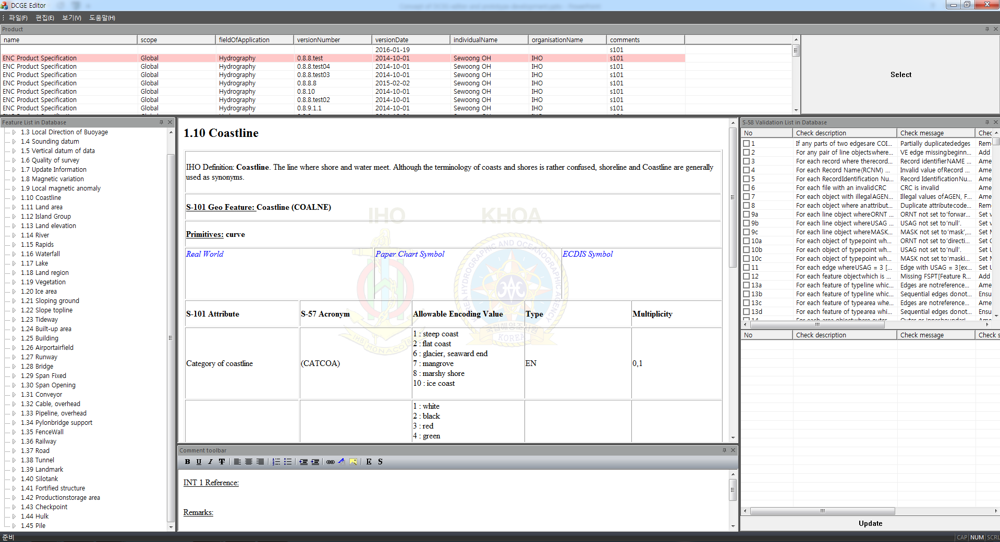 DCGE Editor
파일(F) 편집(E) 보기(V) 도움말(H)
Product
name scope fieldOfApplication versionNumber versionDate individualName organisationName comments
2016-01-19 s101
ENC Product Specification Global Hydrography 0.8.8.test 2014-10-01 Sewoong OH IHO s101
ENC Product Specification Global Hydrography 0.8.8.test04 2014-10-01 Sewoong OH IHO s101
ENC Product Specification Global Hydrography 0.8.8.test03 2014-10-01 Sewoong OH IHO s101
ENC Product Specification Global Hydrography 0.8.8.8 2015-02-02 Sewoong OH IHO s101
ENC Product Specification Global Hydrography 0.8.10 2014-10-01 Sewoong OH IHO s101
ENC Product Specification Global Hydrography 0.8.8.test02 2014-10-01 Sewoong OH IHO s101
ENC Product Specification Global Hydrography 0.8.9.1.1 2014-10-01 Sewoong OH IHO s101
Select
Feature List in Database
1.3 Local Direction of Buoyage
1.4 Sounding datum
1.5 Vertical datum of data
1.6 Quality of survey
1.7 Update Information
1.8 Magnetic variation
1.9 Local magnetic anomaly
1.10 Coastline
1.11 Land area
1.12 Island Group
1.13 Land elevation
1.14 River
1.15 Rapids
1.16 Waterfall
1.17 Lake
1.18 Land region
1.19 Vegetation
1.20 Ice area
1.21 Sloping ground
1.22 Slope topline
1.23 Tideway
1.24 Built-up area
1.25 Building
1.26 Airportairfield
1.27 Runway
1.28 Bridge
1.29 Span Fixed
1.30 Span Opening
1.31 Conveyor
1.32 Cable, overhead
1.33 Pipeline, overhead
1.34 Pylonbridge support
1.35 FenceWall
1.36 Railway
1.37 Road
1.38 Tunnel
1.39 Landmark
1.40 Silotank
1.41 Fortified structure
1.42 Productionstorage area
1.43 Checkpoint
1.44 Hulk
1.45 Pile
1.10 Coastline
IHO Definition: Coastline. The line where shore and water meet. Although the terminology of coasts and shores is rather confused, shoreline and Coastline are generally
used as synonyms.
S-101 Geo Feature: Coastline (COALNE)
IHO KHOA
Primitives: curve
Real World Paper Chart Symbol ECDIS Symbol
KOREA HYDROGRAPHIC AND OCEANOGRAPHIC AGENCY
국립해양조사원
KOREA
IHB MONACO BHI
S-101 Attribute S-57 Acronym Allowable Encoding Value Type Multiplicity
Category of coastline (CATCOA) EN 0,1
1 : steep coast
2 : flat coast
6 : glacier, seaward end
7 : mangrove
8 : marshy shore
10 : ice coast
1 : white
2 : black
3 : red
4 : green
Comment toolbar
B U I T E S
INT 1 Reference:
Remarks:
S-58 Validation List in Database
No Check description Check message Chec
1 If any parts of two edgesare COI... Partially duplicatededges Rem
2 For any pair of line objectswhere... VE edge missingbeginn... Add
3 For each record where therecord... Record identifierNAME ... Ame
4 For each Record Name(RCNM) ... Invalid value ofRecord ... Ame
5 For each RecordIdentification Nu... Record IdentificationNu... Ame
6 For each file with an invalidCRC CRC is invalid Ame
7 For each object with illegalAGEN... Illegal values ofAGEN, F... Ame
8 For each object where anattribut... Duplicate attributecode... Rem
9a For each line object whereORNT ... ORNT not set to'forwar... Set v
9b For each line object whereUSAG ... USAG not set to'null'. Set v
9c For each line object whereMASK... MASK not set to'mask',... Set M
10a For each object of typepoint wh... ORNT not set to'directi... Set O
10b For each object of typepoint wh... USAG not set to'null'. Set M
10c For each object of typepoint wh... MASK not set to'maski... Set M
11 For each edge whereUSAG = 3 [... Edge with USAG = 3[ex... Set U
12 For each feature objectwhich is ... Missing FSPT[Feature R... Add
13a For each feature of typeline whic... Edges are notreference... Ame
13b For each feature of typeline whic... Sequential edges donot... Ensu
13c For each feature of typearea whe... Edges are notreference... Ame
13d For each feature of typearea whi... Sequential edges donot... Ensu
No Check description Check message Check s
Update
준비 CAP NUM SCRL